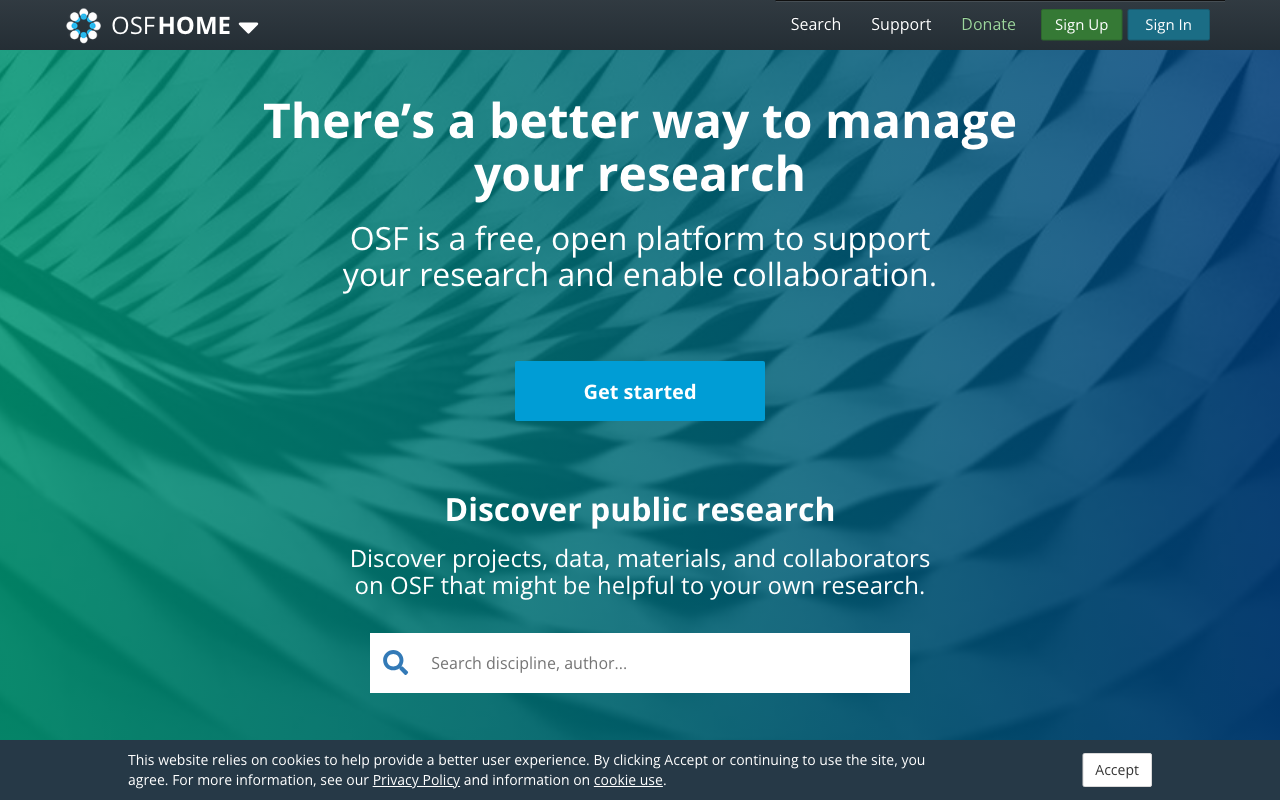 OSFHOME
Search
Support
Donate
Sign Up
Sign In
There’s a better way to manage
your research
OSF is a free, open platform to support
your research and enable collaboration.
Get started
Discover public research
Discover projects, data, materials, and collaborators
on OSF that might be helpful to your own research.
Search discipline, author...
This website relies on cookies to help provide a better user experience. By clicking Accept or continuing to use the site, you
agree. For more information, see our Privacy Policy and information on cookie use.
Accept